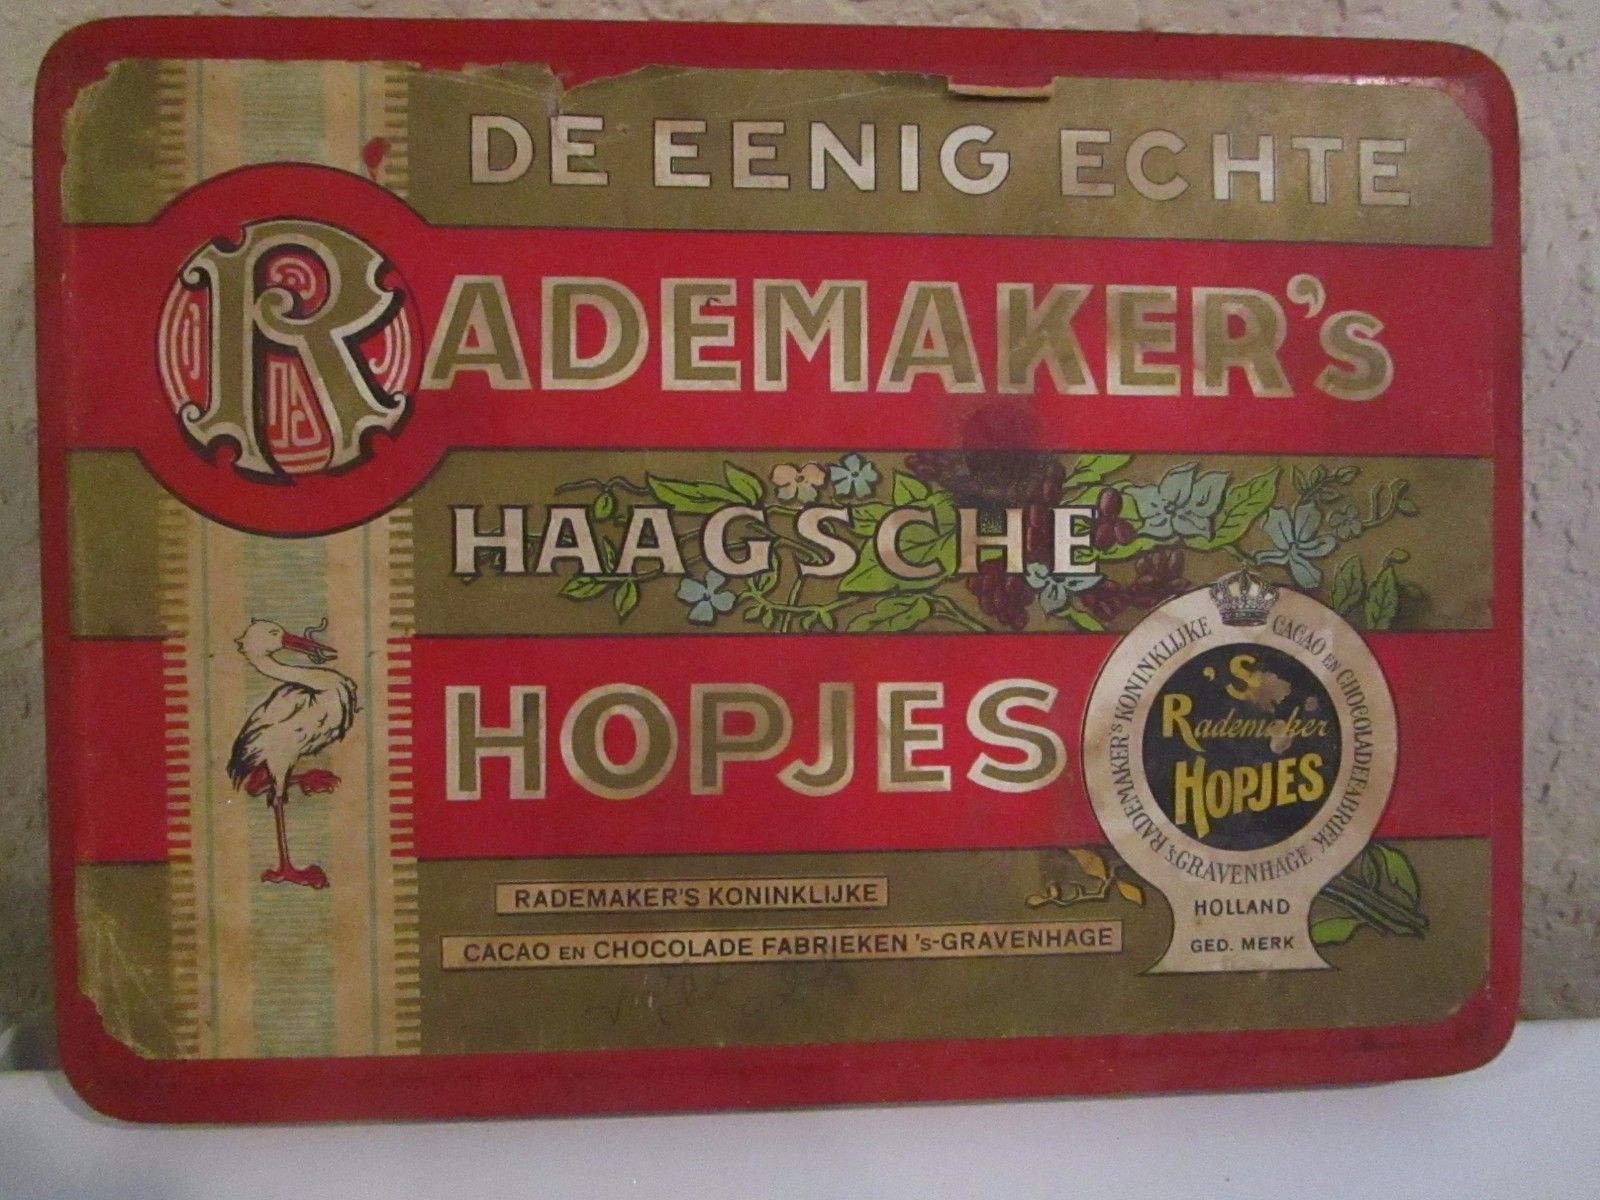 DE EENIG ECHTE
RADEMAKER'S
HAAGSCHE
HOPJES
RADEMAKER'S KONINKLIJKE CACAO EN CHOCOLADEFABRIEK
'S GRAVENHAGE
'S
Rademaker
HOPJES
HOLLAND
GED. MERK
RADEMAKER'S KONINKLIJKE
CACAO EN CHOCOLADE FABRIEKEN 'S-GRAVENHAGE